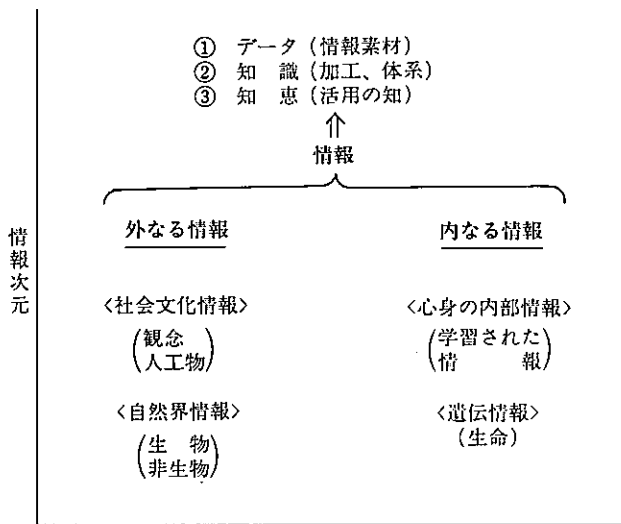 ① データ（情報素材）
② 知　識（加工、体系）
③ 知　恵（活用の知）
⇑
情報
情報次元
外なる情報
<社会文化情報>
(観念
人工物)
<自然界情報>
(生　物
非生物)
内なる情報
<心身の内部情報>
(学習された
情　　　報)
<遺伝情報>
(生命)